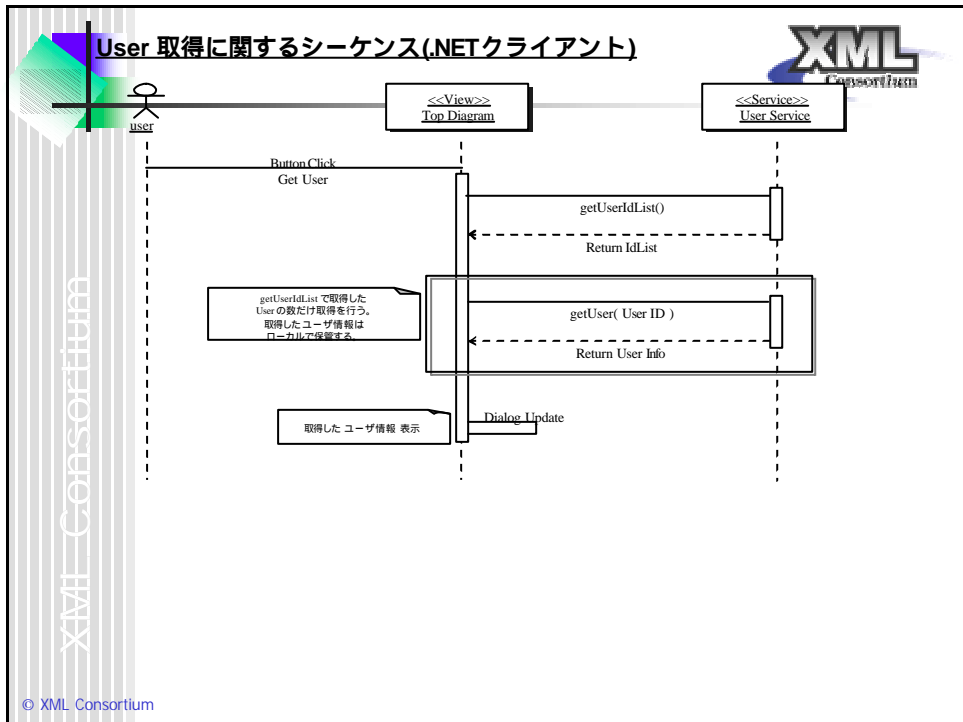 User 取得に関するシーケンス(.NETクライアント)
XML
Consortium
user
<<View>>
Top Diagram
<<Service>>
User Service
Button Click
Get User
getUserIdList()
Return IdList
getUserIdList で取得した
User の数だけ取得を行う。
取得したユーザ情報は
ローカルで保管する。
getUser( User ID )
Return User Info
Dialog Update
取得した ユーザ情報 表示
XML Consortium
© XML Consortium